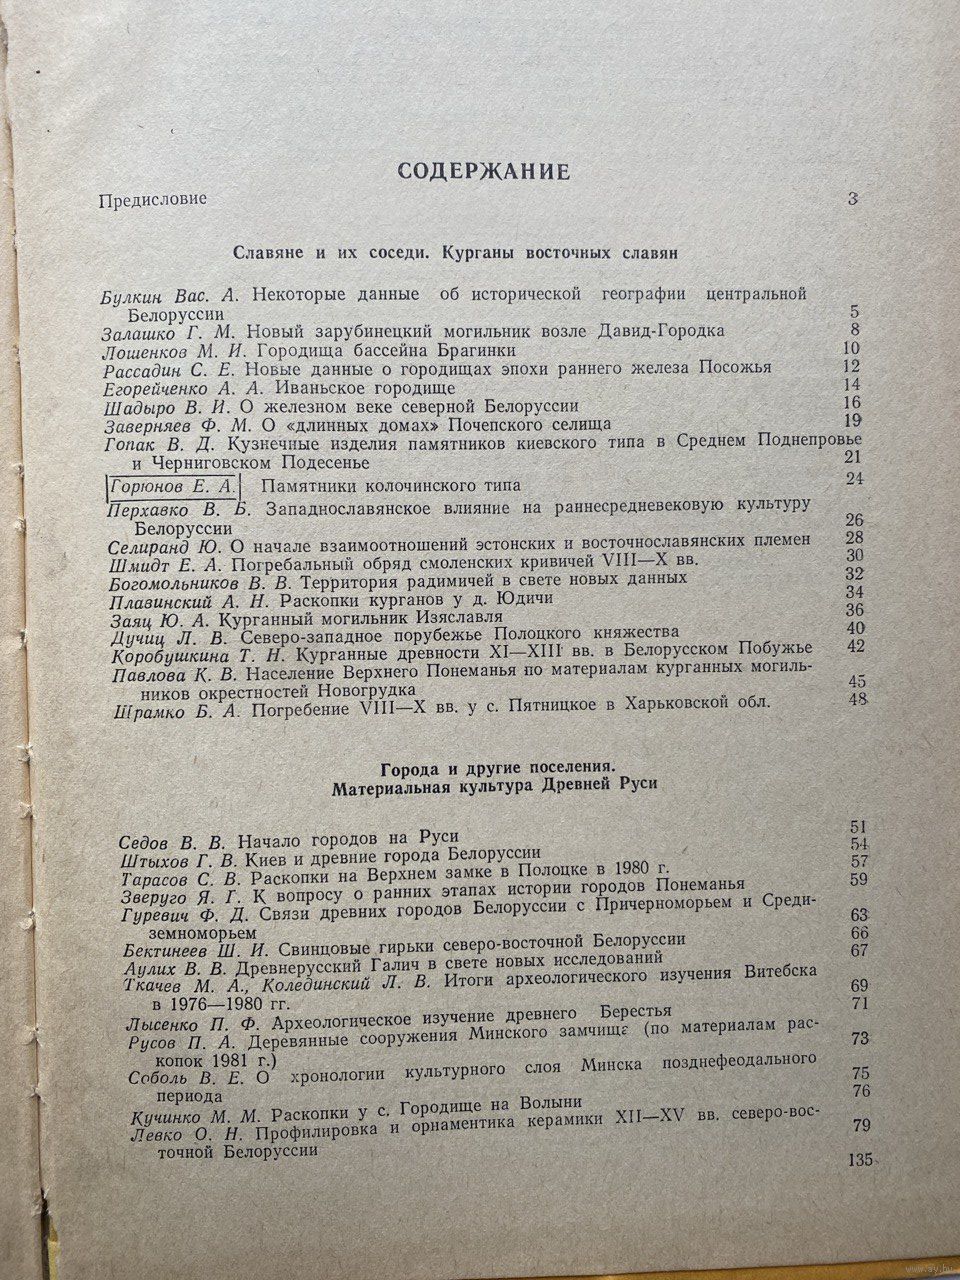 СОДЕРЖАНИЕ
Предисловие 3
Славяне и их соседи. Курганы восточных славян
Булкин Вас. А. Некоторые данные об исторической географии центральной
Белоруссии 5
Залашко Г. М. Новый зарубинецкий могильник возле Давид-Городка 8
Лошенков М. И. Городища бассейна Брагинки 10
Рассадин С. Е. Новые данные о городищах эпохи раннего железа Посожья 12
Егорейченко А. А. Иваньское городище 14
Шадыро В. И. О железном веке северной Белоруссии 16
Заверняев Ф. М. О «длинных домах» Почепского селища 19
Гопак В. Д. Кузнечные изделия памятников киевского типа в Среднем Поднепровье
и Черниговском Подесенье 21
Горюнов Е. А. Памятники колочинского типа 24
Перхавко В. Б. Западнославянское влияние на раннесредневековую культуру
Белоруссии 26
Селиранд Ю. О начале взаимоотношений эстонских и восточнославянских племен 28
Шмидт Е. А. Погребальный обряд смоленских кривичей VIII—X вв. 30
Богомольников В. В. Территория радимичей в свете новых данных 32
Плавинский А. Н. Раскопки курганов у д. Юдичи 34
Заяц Ю. А. Курганный могильник Изяславля 36
Дучиц Л. В. Северо-западное порубежье Полоцкого княжества 40
Коробушкина Т. Н. Курганные древности XI—XIII вв. в Белорусском Побужье 42
Павлова К. В. Население Верхнего Понеманья по материалам курганных могиль-
ников окрестностей Новогрудка 45
Шрамко Б. А. Погребение VIII—X вв. у с. Пятницкое в Харьковской обл. 48
Города и другие поселения.
Материальная культура Древней Руси
Седов В. В. Начало городов на Руси 51
Штыхов Г. В. Киев и древние города Белоруссии 54
Тарасов С. В. Раскопки на Верхнем замке в Полоцке в 1980 г. 57
Зверуго Я. Г. К вопросу о ранних этапах истории городов Понеманья 59
Гуревич Ф. Д. Связи древних городов Белоруссии с Причерноморьем и Среди-
земноморьем 63
Бектинеев Ш. И. Свинцовые гирьки северо-восточной Белоруссии 66
Аулих В. В. Древнерусский Галич в свете новых исследований 67
Ткачев М. А., Колединский Л. В. Итоги археологического изучения Витебска
в 1976—1980 гг. 69
Лысенко П. Ф. Археологическое изучение древнего Берестья 71
Русов П. А. Деревянные сооружения Минского замчища (по материалам рас-
копок 1981 г.) 73
Соболь В. Е. О хронологии культурного слоя Минска позднефеодального
периода 75
Кучинко М. М. Раскопки у с. Городище на Волыни 76
Левко О. Н. Профилировка и орнаментика керамики XII—XV вв. северо-вос-
точной Белоруссии 79
135
www.ay.by